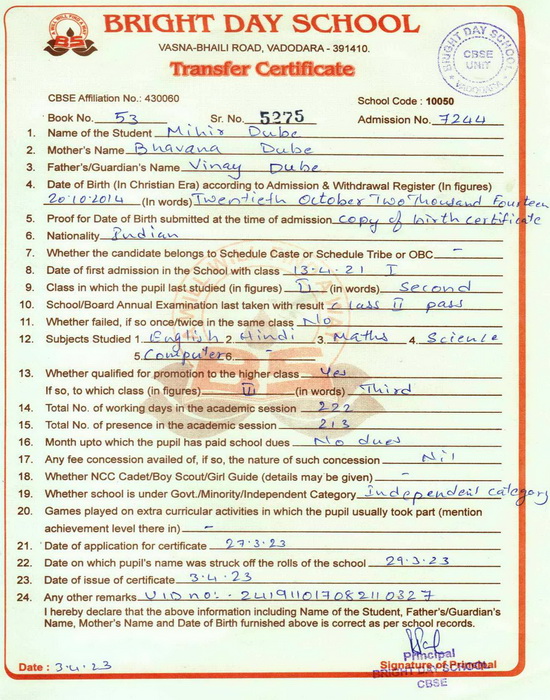 BRIGHT DAY SCHOOL
VASNA-BHAILI ROAD, VADODARA - 391410.
Transfer Certificate
BRIGHT DAY SCHOOL
CBSE
UNIT
VADODARA
CBSE Affiliation No.: 430060
School Code : 10050
Book No. 53 Sr. No. 5275 Admission No. 7244
1. Name of the Student Mihir Dube
2. Mother's Name Bhavana Dube
3. Father's/Guardian's Name Vinay Dube
4. Date of Birth (In Christian Era) according to Admission & Withdrawal Register (In figures)
20.10.2014 (In words) Twentieth October Two Thousand Fourteen
5. Proof for Date of Birth submitted at the time of admission copy of birth certificate
6. Nationality Indian
7. Whether the candidate belongs to Schedule Caste or Schedule Tribe or OBC -
8. Date of first admission in the School with class 13.4.21 I
9. Class in which the pupil studied (in figures) II (in words) Second
10. School/Board Annual Examination last taken with result class II pass
11. Whether failed, if so once/twice in the same class No
12. Subjects Studied 1. English 2. Hindi 3. Maths 4. Science
5. Computer 6. -
13. Whether qualified for promotion to the higher class Yes
If so, to which class (in figures) III (in words) Third
14. Total No. of working days in the academic session 222
15. Total No. of presence in the academic session 213
16. Month upto which the pupil has paid school dues No dues
17. Any fee concession availed of, if so, the nature of such concession Nil
18. Whether NCC Cadet/Boy Scout/Girl Guide (details may be given) -
19. Whether school is under Govt./Minority/Independent Category Independent category
20. Games played on extra curricular activities in which the pupil usually took part (mention
achievement level there in) -
21. Date of application for certificate 27.3.23
22. Date on which pupil's name was struck off the rolls of the school 29.3.23
23. Date of issue of certificate 3.4.23
24. Any other remarks UID no:- 241911017082110327
I hereby declare that the above information including Name of the Student, Father's/Guardian's
Name, Mother's Name and Date of Birth furnished above is correct as per school records.
Principal
Date : 3.4.23 Signature of Principal
BRIGHT DAY SCHOOL
CBSE